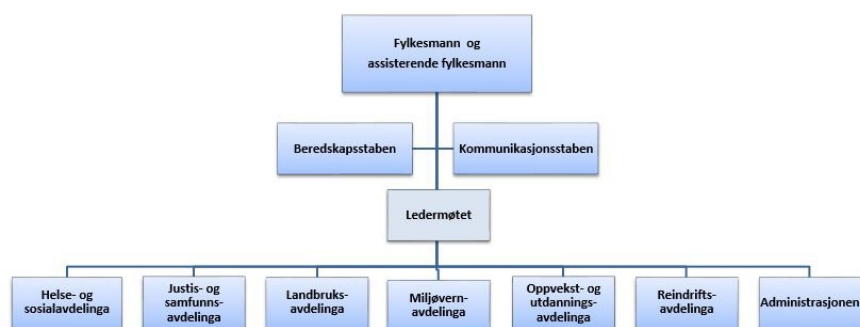 Fylkesmann og
assisterende fylkesmann
Beredskapsstaben
Kommunikasjonsstaben
Ledermøtet
Helse- og
sosialavdelinga
Justis- og
samfunns-
avdelinga
Landbruks-
avdelinga
Miljøvern-
avdelinga
Oppvekst- og
utdannings-
avdelinga
Reindrifts-
avdelinga
Administrasjonen